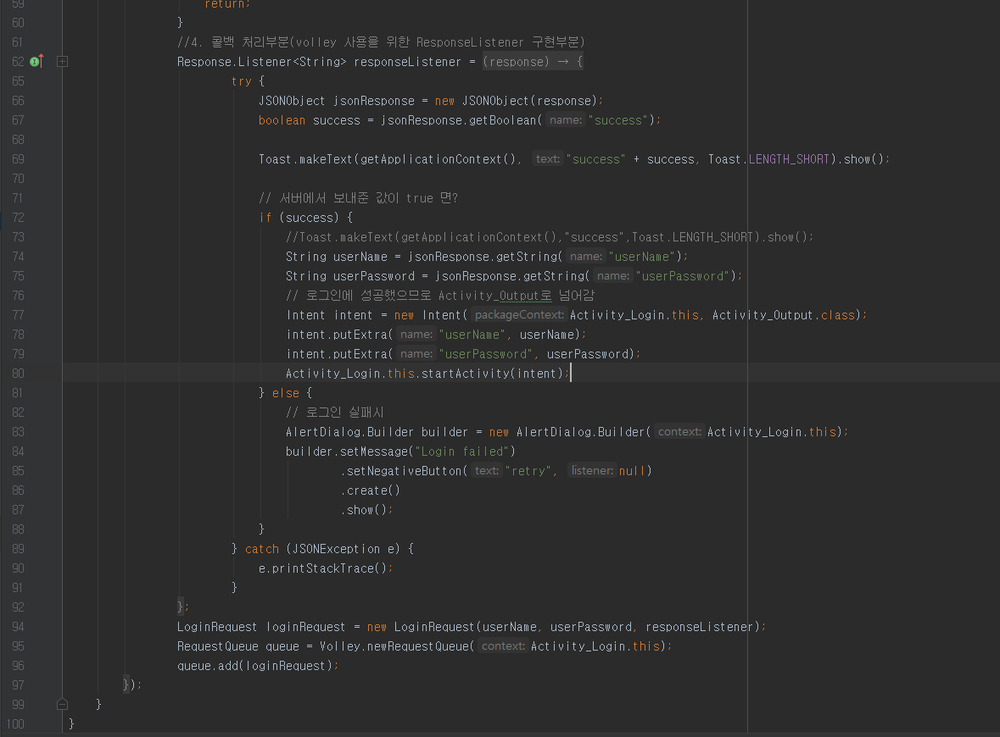 59 return;
60 }
61 //4. 콜백 처리부분(volley 사용을 위한 ResponseListener 구현부분)
62 Response.Listener<String> responseListener = (response) → {
65 try {
66 JSONObject jsonResponse = new JSONObject(response);
67 boolean success = jsonResponse.getBoolean( name: "success");
68
69 Toast.makeText(getApplicationContext(), text: "success" + success, Toast.LENGTH_SHORT).show();
70
71 // 서버에서 보내준 값이 true 면?
72 if (success) {
73 //Toast.makeText(getApplicationContext(),"success",Toast.LENGTH_SHORT).show();
74 String userName = jsonResponse.getString( name: "userName");
75 String userPassword = jsonResponse.getString( name: "userPassword");
76 // 로그인에 성공했으므로 Activity_Output로 넘어감
77 Intent intent = new Intent( packageContext: Activity_Login.this, Activity_Output.class);
78 intent.putExtra( name: "userName", userName);
79 intent.putExtra( name: "userPassword", userPassword);
80 Activity_Login.this.startActivity(intent);
81 } else {
82 // 로그인 실패시
83 AlertDialog.Builder builder = new AlertDialog.Builder( context: Activity_Login.this);
84 builder.setMessage("Login failed")
85 .setNegativeButton( text: "retry", listener: null)
86 .create()
87 .show();
88 }
89 } catch (JSONException e) {
90 e.printStackTrace();
91 }
92 };
94 LoginRequest loginRequest = new LoginRequest(userName, userPassword, responseListener);
95 RequestQueue queue = Volley.newRequestQueue( context: Activity_Login.this);
96 queue.add(loginRequest);
97 });
99 }
100 }